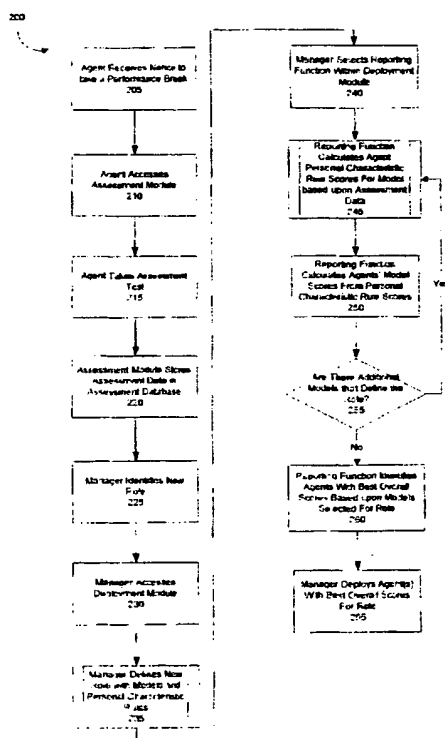 200
Agent Receives Notice to
take a Performance Break
205
Agent Accesses
Assessment Module
210
Agent Takes Assessment
Test
215
Assessment Module Stores
Assessment Data in
Assessment Database
220
Manager Identifies New
Role
225
Manager Accesses
Deployment Module
230
Manager Defines New
Role with Models and
Personal Characteristic
Rules
235
Manager Selects Reporting
Function Within Deployment
Module
240
Reporting Function
Calculates Agent
Personal Characteristic
Rule Scores For Model
based upon Assessment
Data
245
Reporting Function
Calculates Agents' Model
Scores From Personal
Characteristic Rule Scores
250
Yes
Are There Additional
Models that Define the
Role?
255
No
Reporting Function Identifies
Agents With Best Overall
Scores Based upon Models
Selected For Role
260
Manager Deploys Agent(s)
With Best Overall Scores
For Role
265